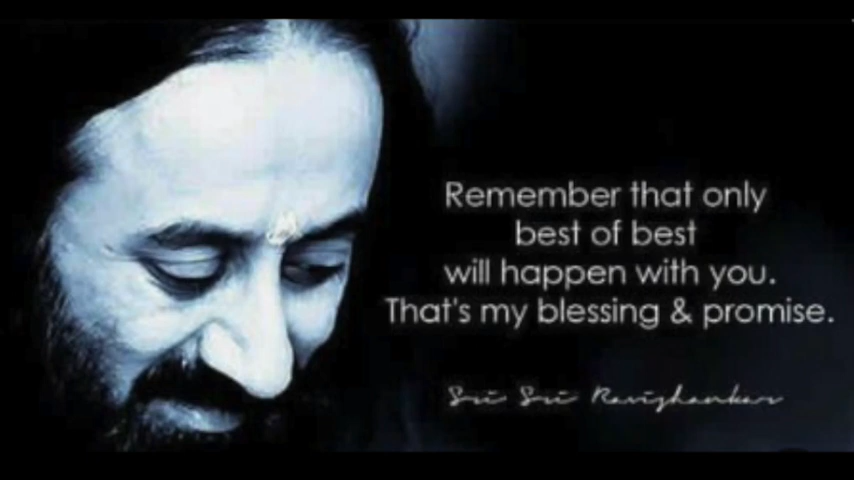 Remember that only
best of best
will happen with you.
That's my blessing & promise.
Sri Sri Ravishankar